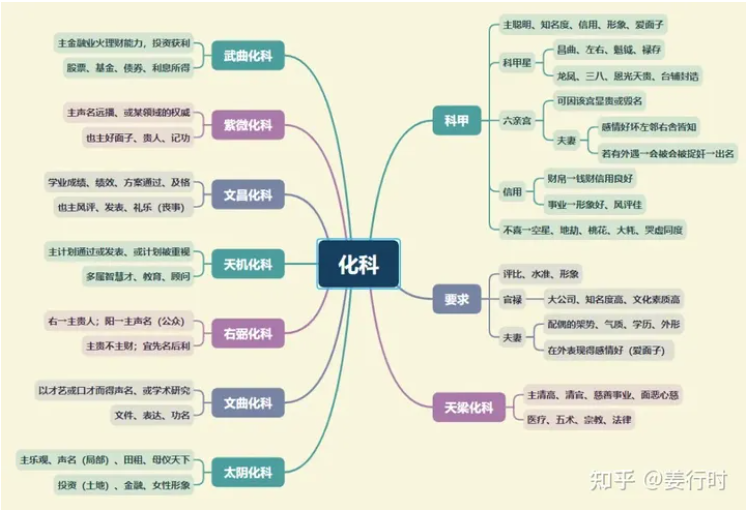 化科
武曲化科
主金融业火理财能力，投资获利
股票、基金、债券、利息所得
紫微化科
主声名远播、或某领域的权威
也主好面子、贵人、记功
文昌化科
学业成绩、绩效、方案通过、及格
也主风评、发表、礼乐（丧事）
天机化科
主计划通过或发表、或计划被重视
多属智慧才、教育、顾问
右弼化科
右一主贵人；阳一主声名（公众）
主贵不主财；宜先名后利
文曲化科
以才艺或口才而得声名、或学术研究
文件、表达、功名
太阴化科
主乐观、声名（局部）、田租、母仪天下
投资（土地）、金融、女性形象
科甲
主聪明、知名度、信用、形象、爱面子
科甲星
昌曲、左右、魁钺、禄存
龙凤、三八、恩光天贵、台辅封诰
六亲宫
可因该宫显贵或毁名
夫妻
感情好坏左邻右舍皆知
若有外遇一会被会被捉奸一出名
信用
财帛一钱财信用良好
事业一形象好、风评佳
不喜一空星、地劫、桃花、大耗、哭虚同度
要求
评比、水准、形象
官禄
大公司、知名度高、文化素质高
夫妻
配偶的架势、气质、学历、外形
在外表现得感情好（爱面子）
天梁化科
主清高、清官、慈善事业、面恶心慈
医疗、五术、宗教、法律
知乎 @姜行时